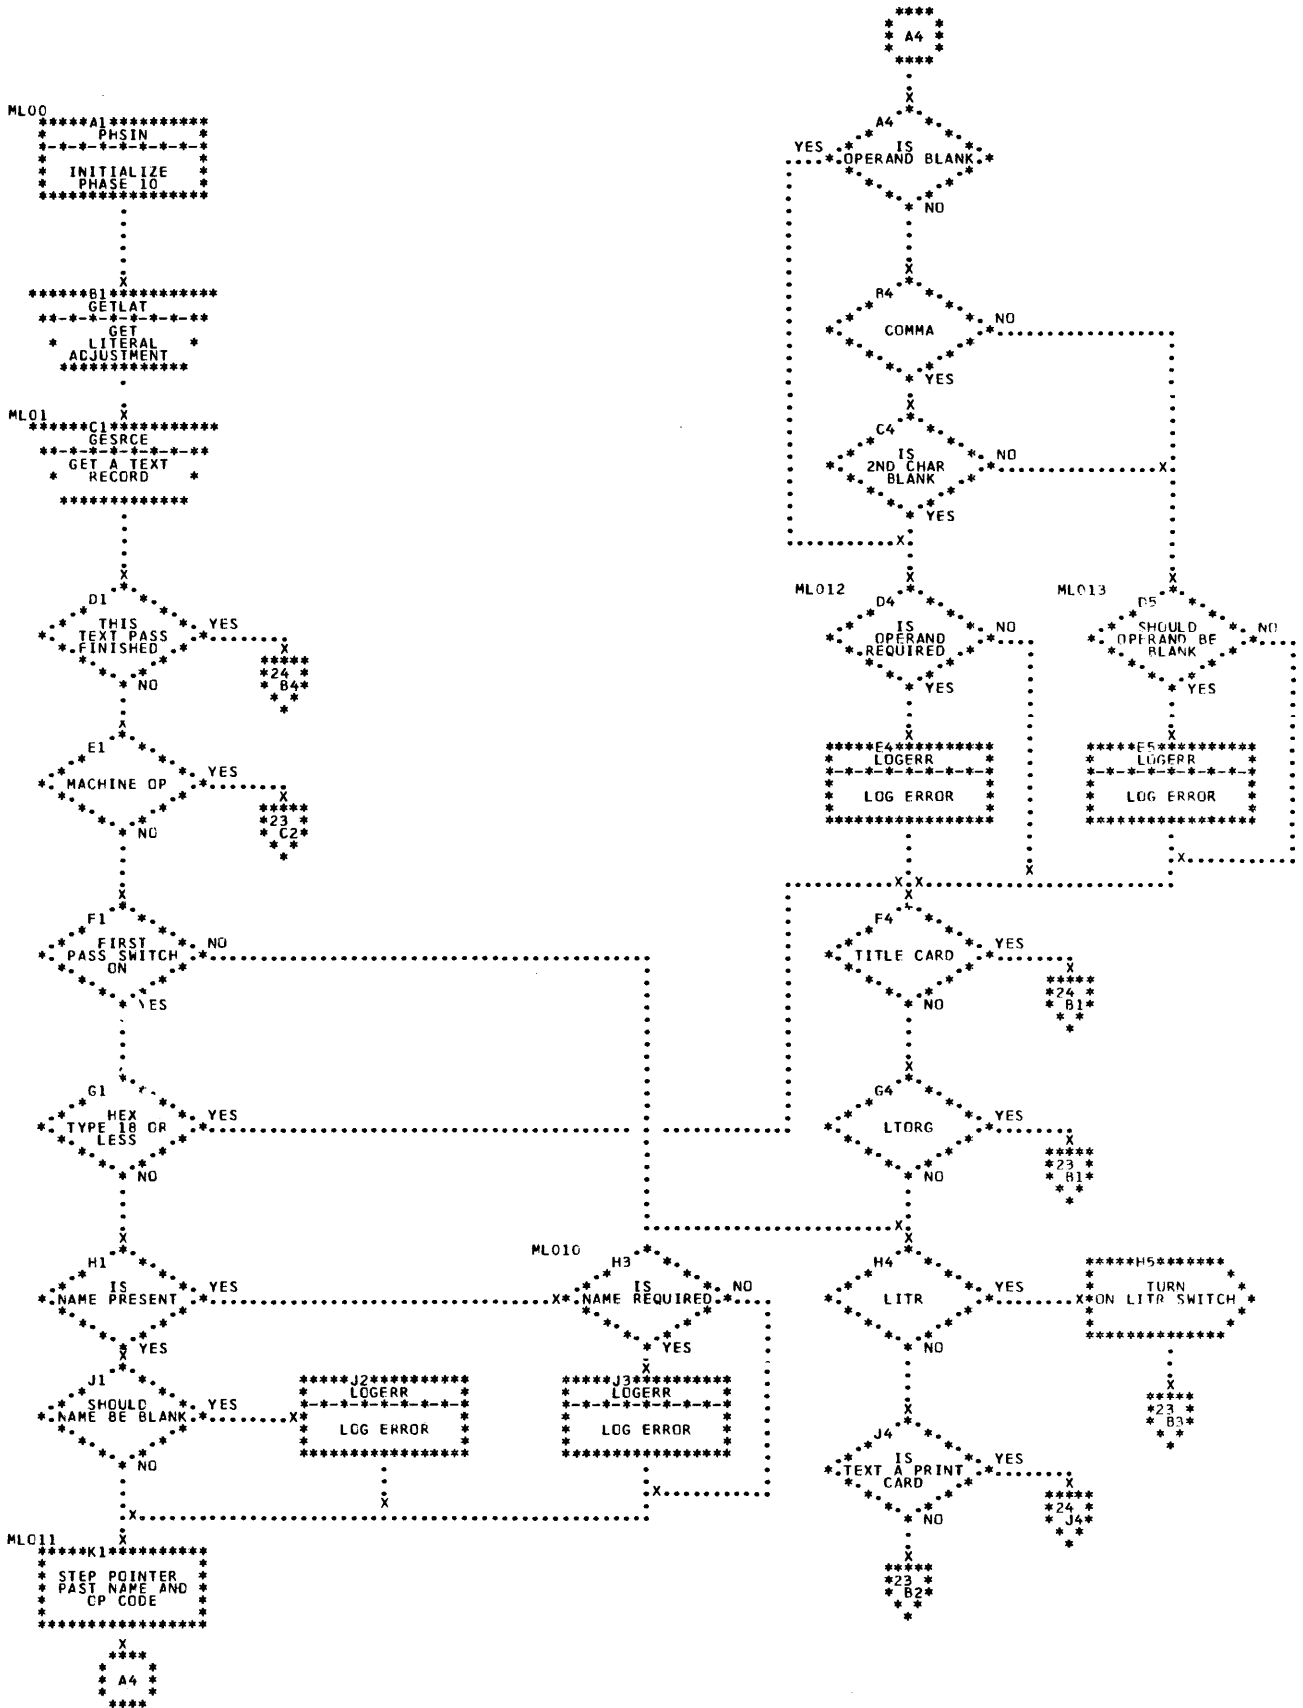 A4
ML00
A1
PHSIN
INITIALIZE
PHASE 10
B1
GETLAT
GET
LITERAL
ADJUSTMENT
ML01
C1
GESRCE
GET A TEXT
RECORD
D1
THIS
TEXT PASS
FINISHED
YES
NO
24
B4
E1
MACHINE OP
YES
NO
23
C2
F1
FIRST
PASS SWITCH
ON
NO
YES
G1
HEX
TYPE 18 OR
LESS
YES
NO
H1
IS
NAME PRESENT
YES
YES
J1
SHOULD
NAME BE BLANK
YES
NO
J2
LOGERR
LOG ERROR
ML010
H3
IS
NAME REQUIRED
NO
YES
J3
LOGERR
LOG ERROR
ML011
K1
STEP POINTER
PAST NAME AND
OP CODE
A4
A4
IS
OPERAND BLANK
YES
NO
B4
COMMA
NO
YES
C4
IS
2ND CHAR
BLANK
NO
YES
ML012
D4
IS
OPERAND
REQUIRED
NO
YES
ML013
D5
SHOULD
OPERAND BE
BLANK
NO
YES
E4
LOGERR
LOG ERROR
E5
LOGERR
LOG ERROR
F4
TITLE CARD
YES
NO
24
B1
G4
LTORG
YES
NO
23
B1
H4
LITR
YES
NO
H5
TURN
ON LITR SWITCH
23
B3
J4
IS
TEXT A PRINT
CARD
YES
NO
24
J4
23
B2